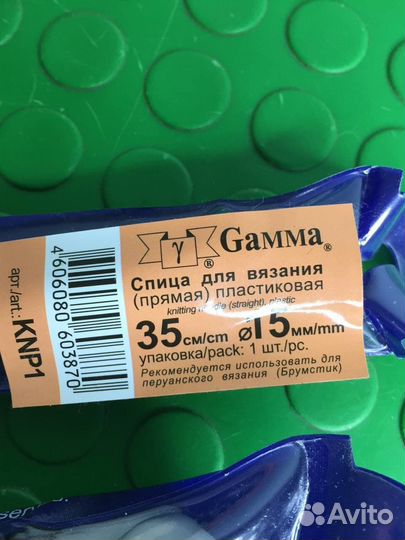 γ® Gamma®
Спица для вязания
(прямая) пластиковая
knitting needle (straight), plastic
35 см/cm ø15 мм/mm
упаковка/pack: 1 шт./pc.
Рекомендуется использовать для
перуанского вязания (Брумстик)
4 606080 603870
арт./art.: KNP1
Avito